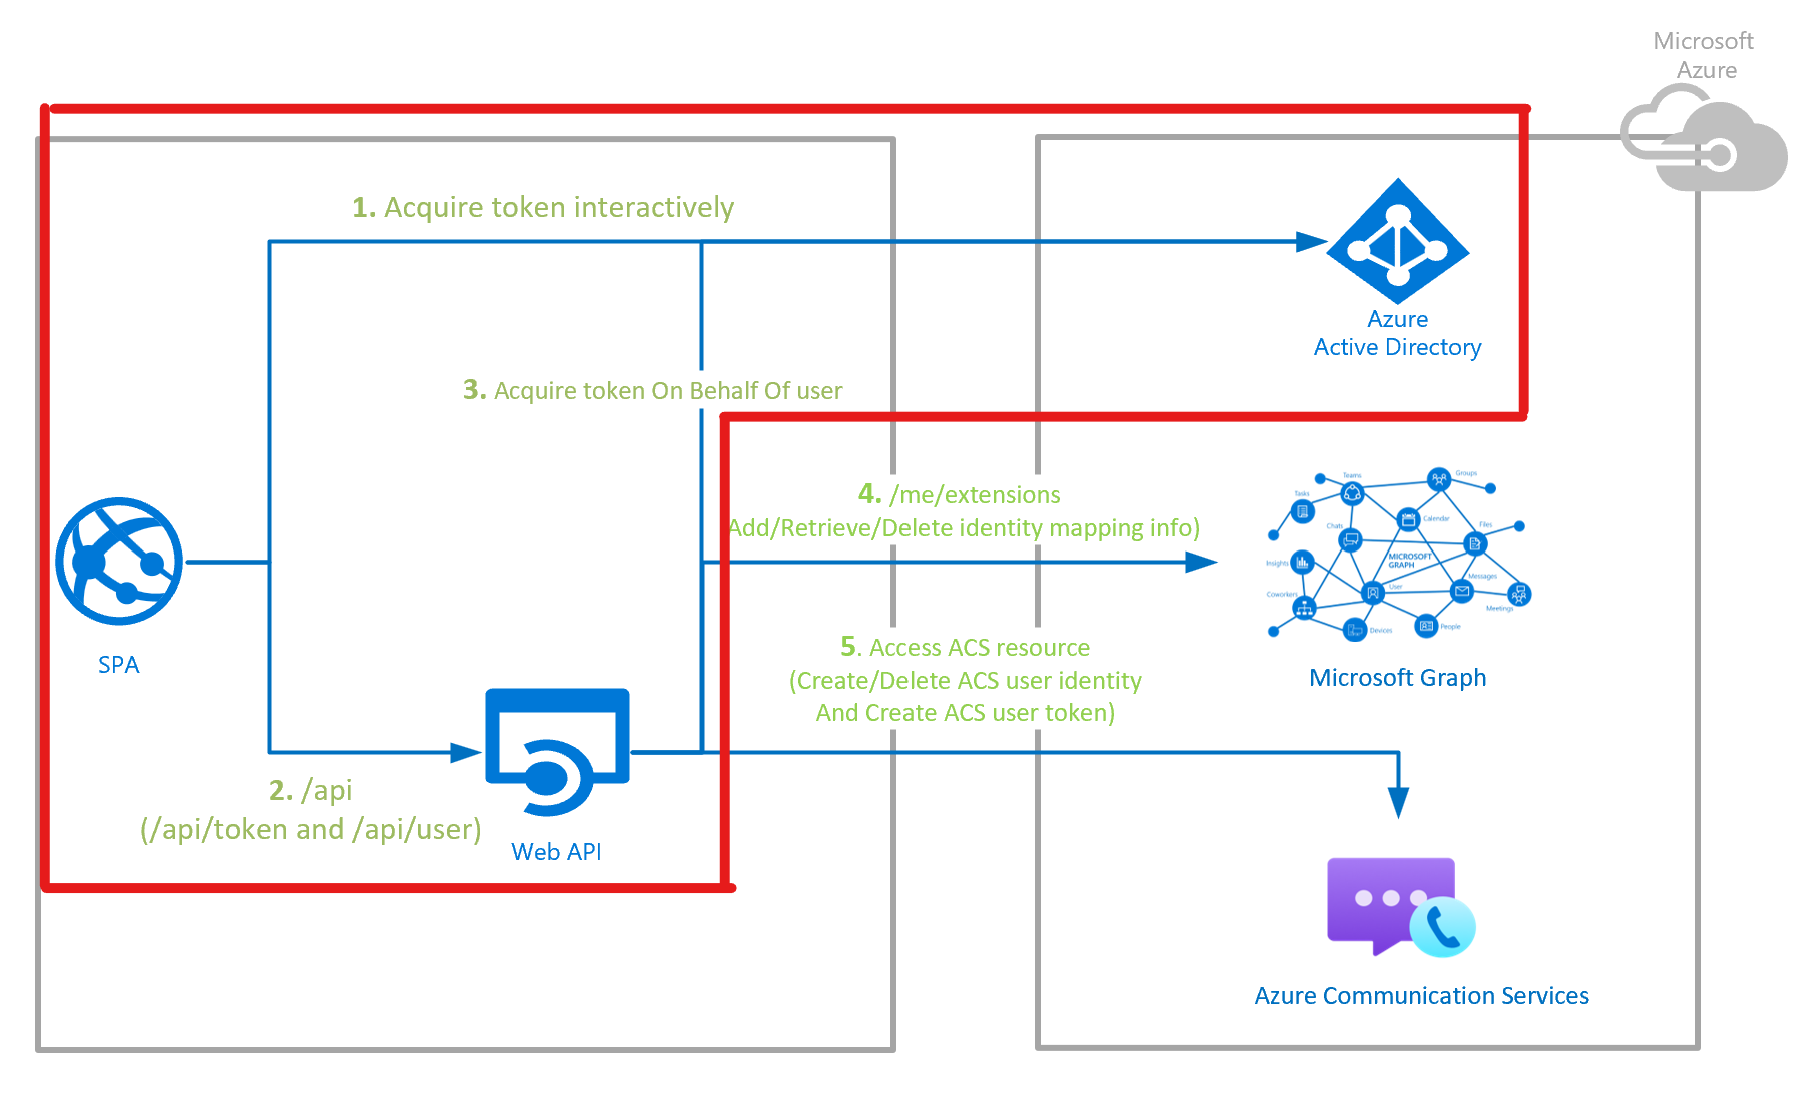 Microsoft
Azure
1. Acquire token interactively
Azure
Active Directory
3. Acquire token On Behalf Of user
4. /me/extensions
Add/Retrieve/Delete identity mapping info)
Teams
Groups
Tasks
Calendar
Chats
Files
MICROSOFT
GRAPH
Insights
Messages
User
Coworkers
Meetings
Devices
People
Microsoft Graph
SPA
5. Access ACS resource
(Create/Delete ACS user identity
And Create ACS user token)
2. /api
(/api/token and /api/user)
Web API
Azure Communication Services